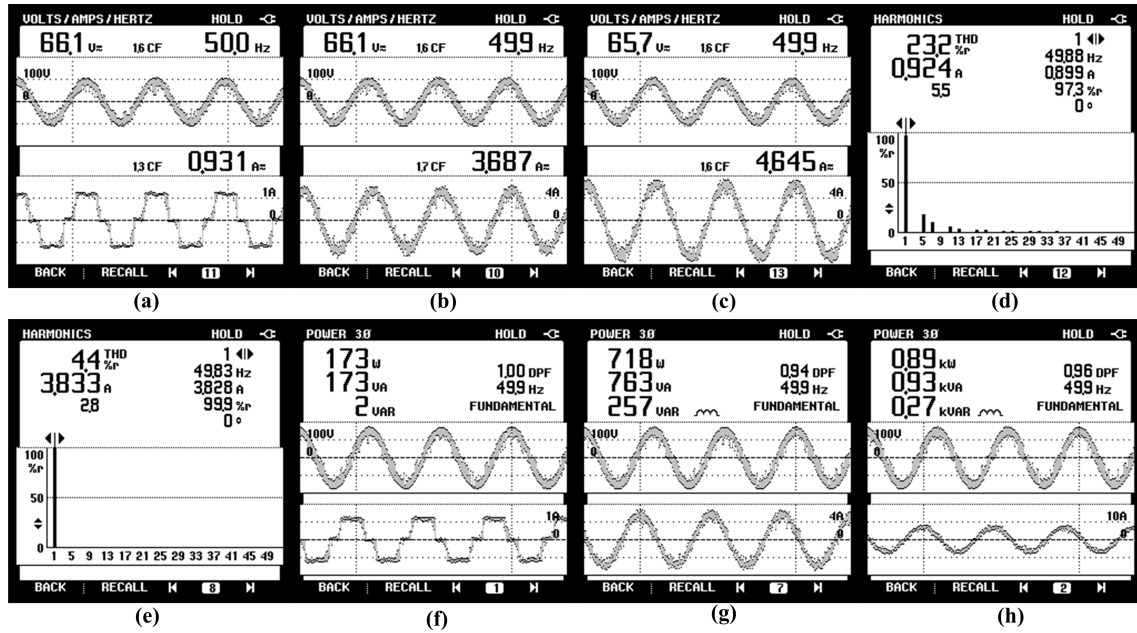 VOLTS/AMPS/HERTZ HOLD
66.1 V≂ 1.6 CF 50.0 Hz
100V
0
1.3 CF 0.931 A≂
1A
0
BACK RECALL 11
(a)
VOLTS/AMPS/HERTZ HOLD
66.1 V≂ 1.6 CF 49.9 Hz
100V
0
1.7 CF 3.687 A≂
4A
0
BACK RECALL 10
(b)
VOLTS/AMPS/HERTZ HOLD
65.7 V≂ 1.6 CF 49.9 Hz
100V
0
1.6 CF 4.645 A≂
4A
0
BACK RECALL 13
(c)
HARMONICS HOLD
23.2 THD %r 1
49.88 Hz
0.924 A 0.899 A
5.5 97.3 %r
0 °
100
%r
50
0
1 5 9 13 17 21 25 29 33 37 41 45 49
BACK RECALL 12
(d)
HARMONICS HOLD
4.4 THD %r 1
49.83 Hz
3.833 A 3.828 A
2.8 99.9 %r
0 °
100
%r
50
0
1 5 9 13 17 21 25 29 33 37 41 45 49
BACK RECALL 8
(e)
POWER 3Ø HOLD
173 W
1.00 DPF
173 VA
49.9 Hz
2 VAR FUNDAMENTAL
100V
0
1A
0
BACK RECALL 1
(f)
POWER 3Ø HOLD
718 W
0.94 DPF
763 VA
49.9 Hz
257 VAR FUNDAMENTAL
100V
0
4A
0
BACK RECALL 7
(g)
POWER 3Ø HOLD
0.89 kW
0.96 DPF
0.93 kVA
49.9 Hz
0.27 kVAR FUNDAMENTAL
100V
0
10A
0
BACK RECALL 2
(h)